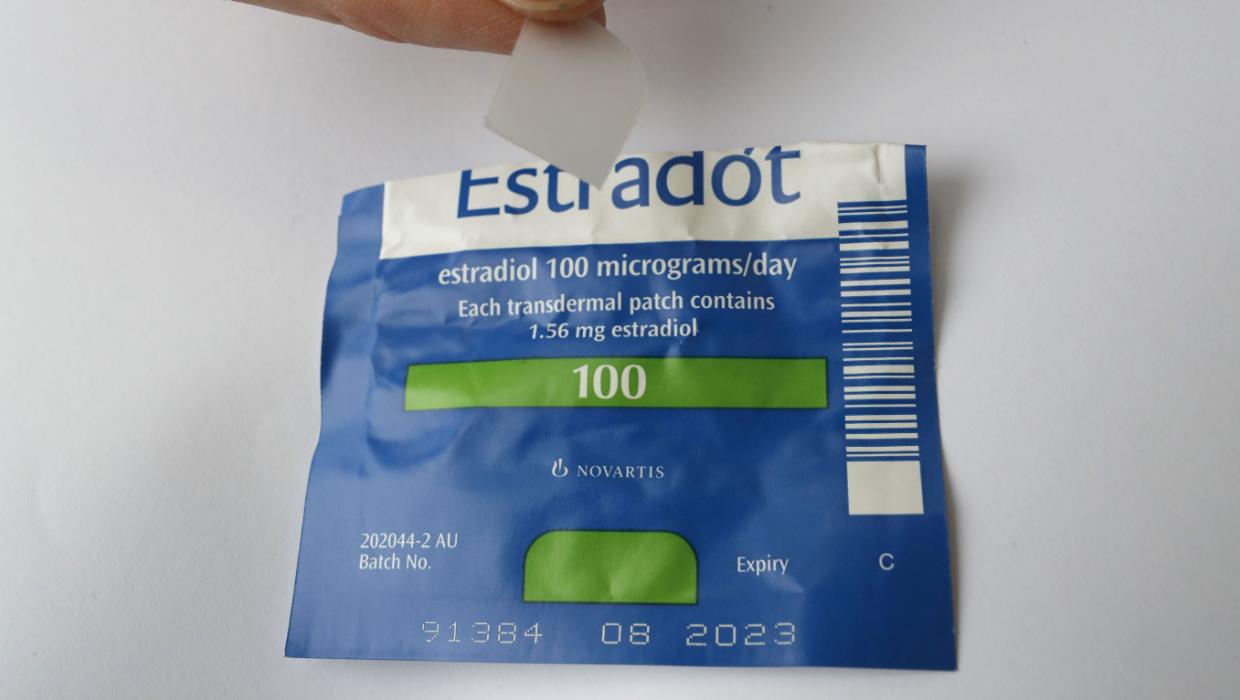 Estradot
estradiol 100 micrograms/day
Each transdermal patch contains
1.56 mg estradiol
100
NOVARTIS
202044-2 AU
Batch No.
Expiry
C
91384 08 2023